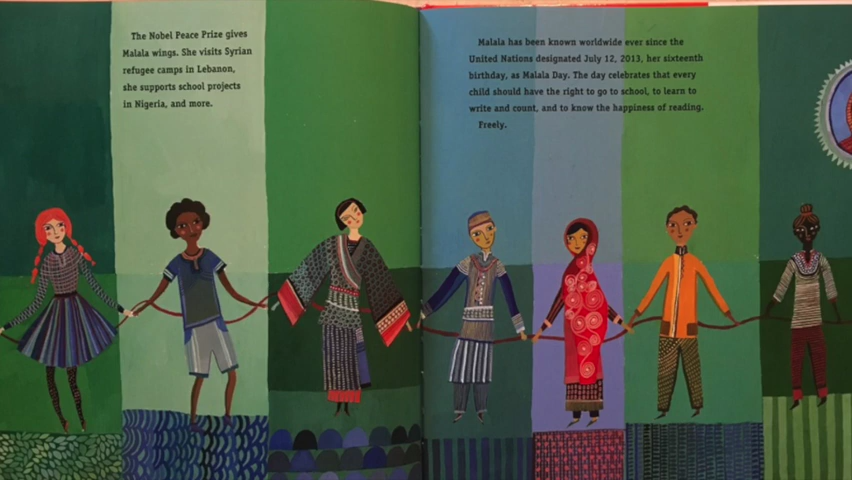 The Nobel Peace Prize gives
Malala wings. She visits Syrian
refugee camps in Lebanon,
she supports school projects
in Nigeria, and more.
Malala has been known worldwide ever since the
United Nations designated July 12, 2013, her sixteenth
birthday, as Malala Day. The day celebrates that every
child should have the right to go to school, to learn to
write and count, and to know the happiness of reading.
Freely.